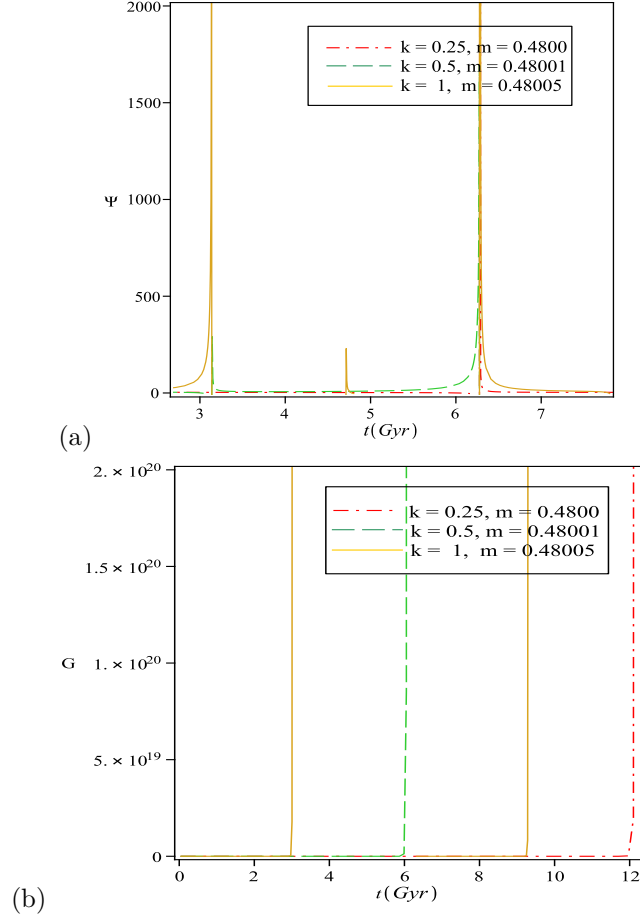 2000
1500
Ψ
1000
500
0
k = 0.25, m = 0.4800
k = 0.5, m = 0.48001
k = 1, m = 0.48005
3 4 5 6 7
t(Gyr)
(a)
2. × 10^20
1.5 × 10^20
G 1. × 10^20
5. × 10^19
0
k = 0.25, m = 0.4800
k = 0.5, m = 0.48001
k = 1, m = 0.48005
0 2 4 6 8 10 12
t(Gyr)
(b)